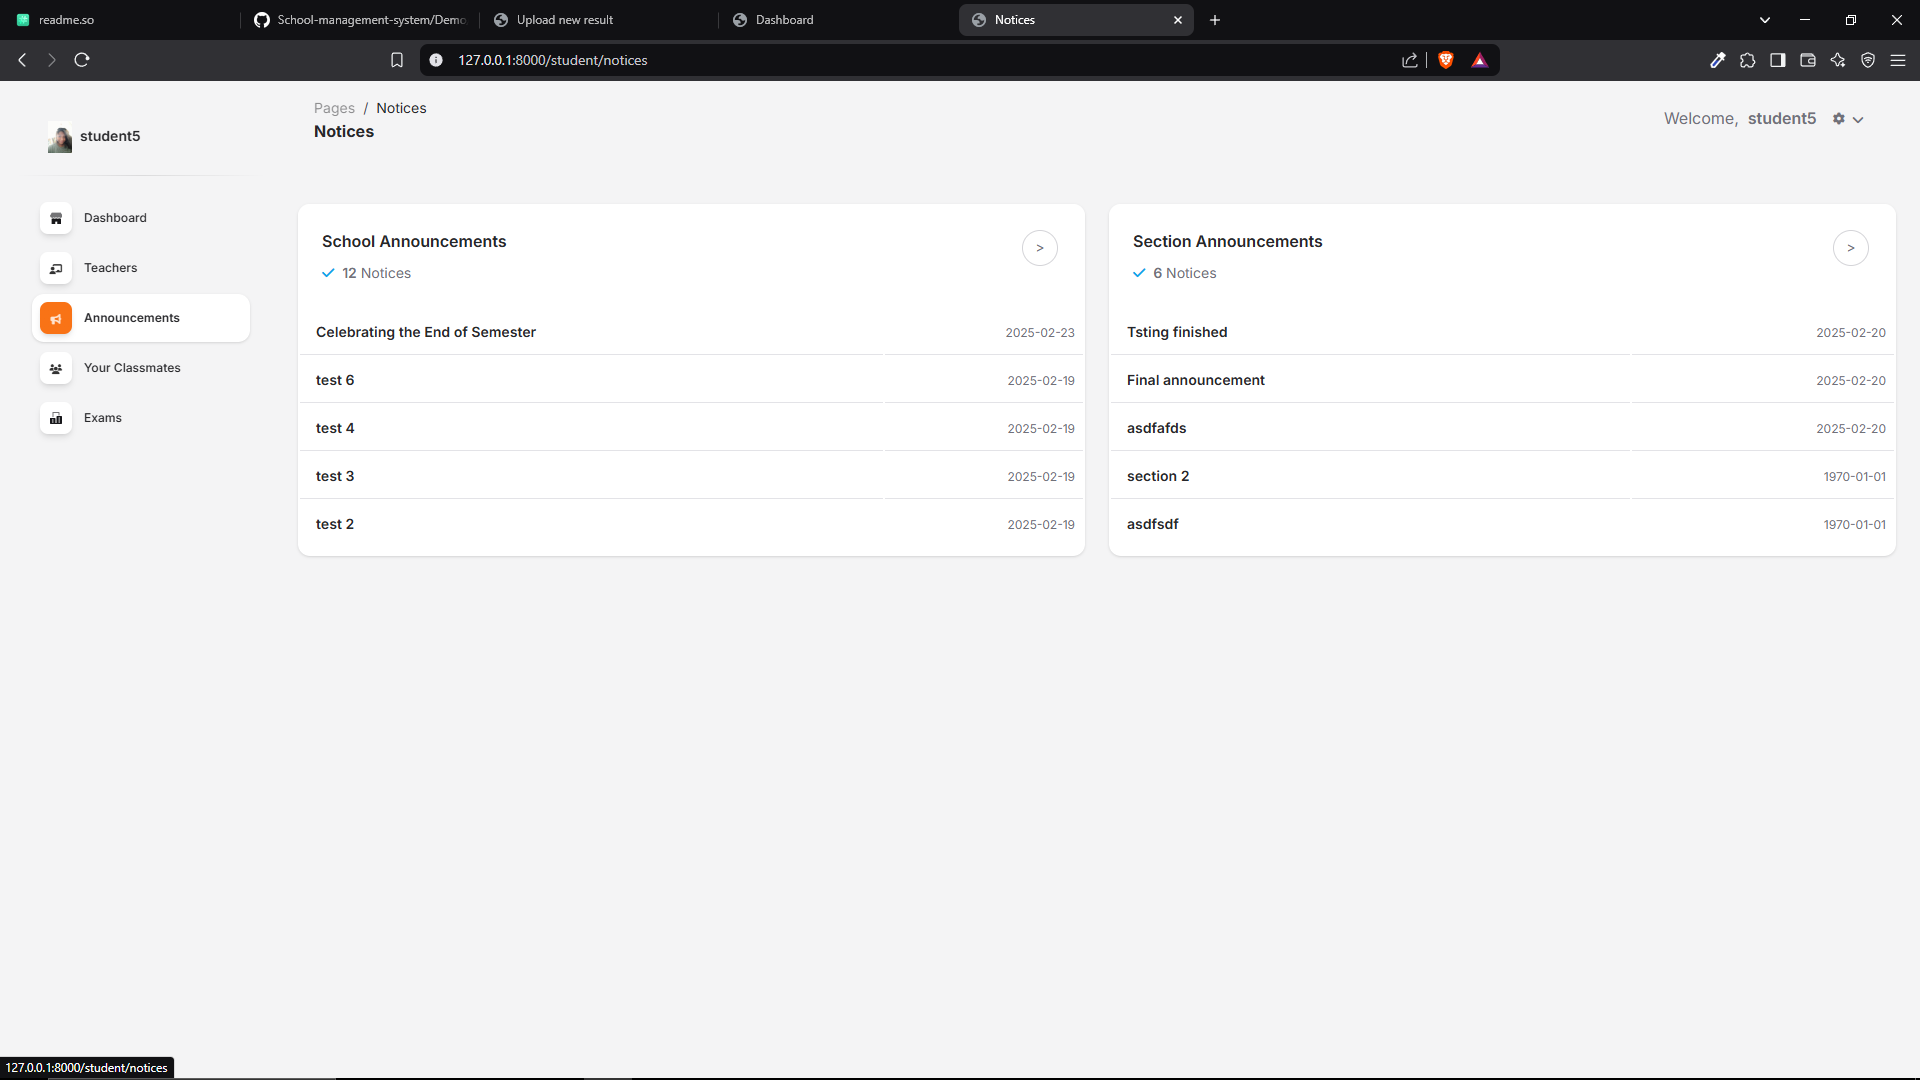 readme.so
School-management-system/Demo
Upload new result
Dashboard
Notices
127.0.0.1:8000/student/notices
student5
Dashboard
Teachers
Announcements
Your Classmates
Exams
Pages / Notices
Notices
Welcome, student5
School Announcements
>
12 Notices
Celebrating the End of Semester 2025-02-23
test 6 2025-02-19
test 4 2025-02-19
test 3 2025-02-19
test 2 2025-02-19
Section Announcements
>
6 Notices
Tsting finished 2025-02-20
Final announcement 2025-02-20
asdfafds 2025-02-20
section 2 1970-01-01
asdfsdf 1970-01-01
127.0.0.1:8000/student/notices